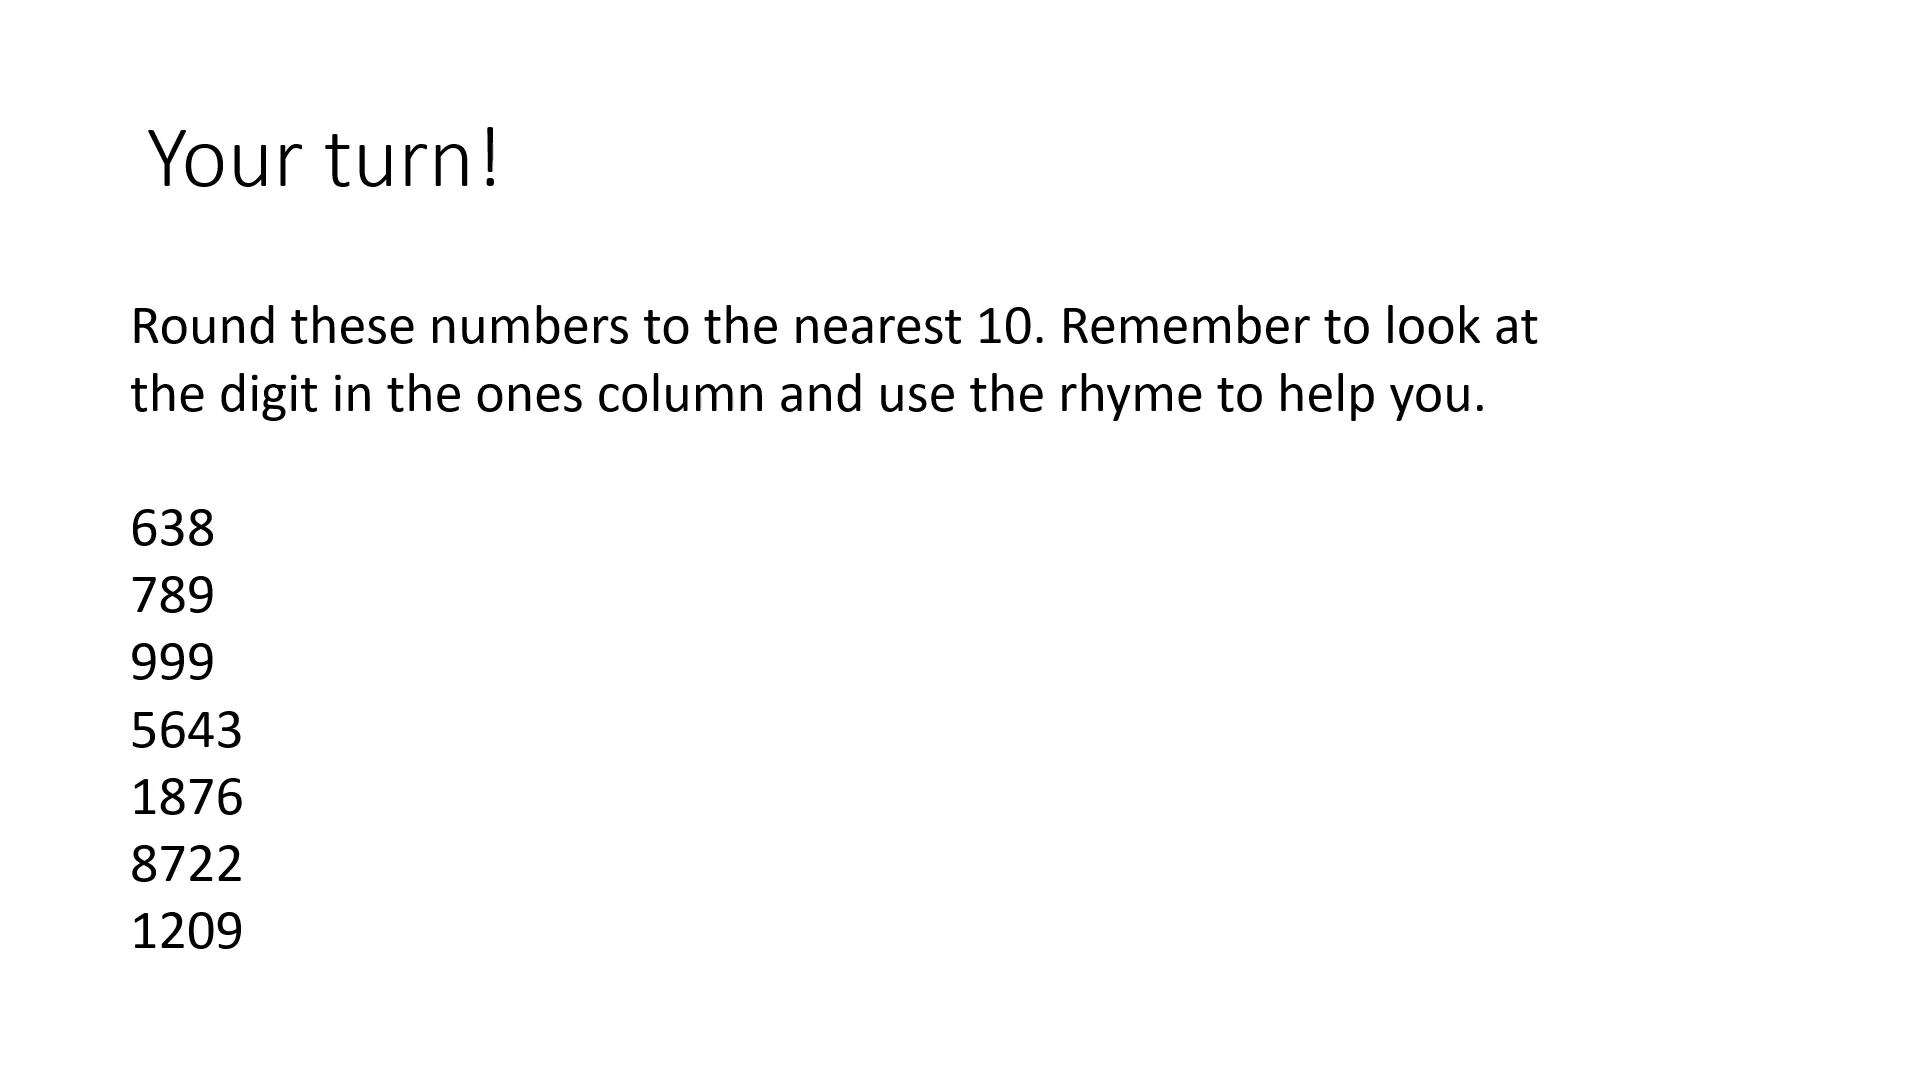 Your turn!
Round these numbers to the nearest 10. Remember to look at
the digit in the ones column and use the rhyme to help you.
638
789
999
5643
1876
8722
1209